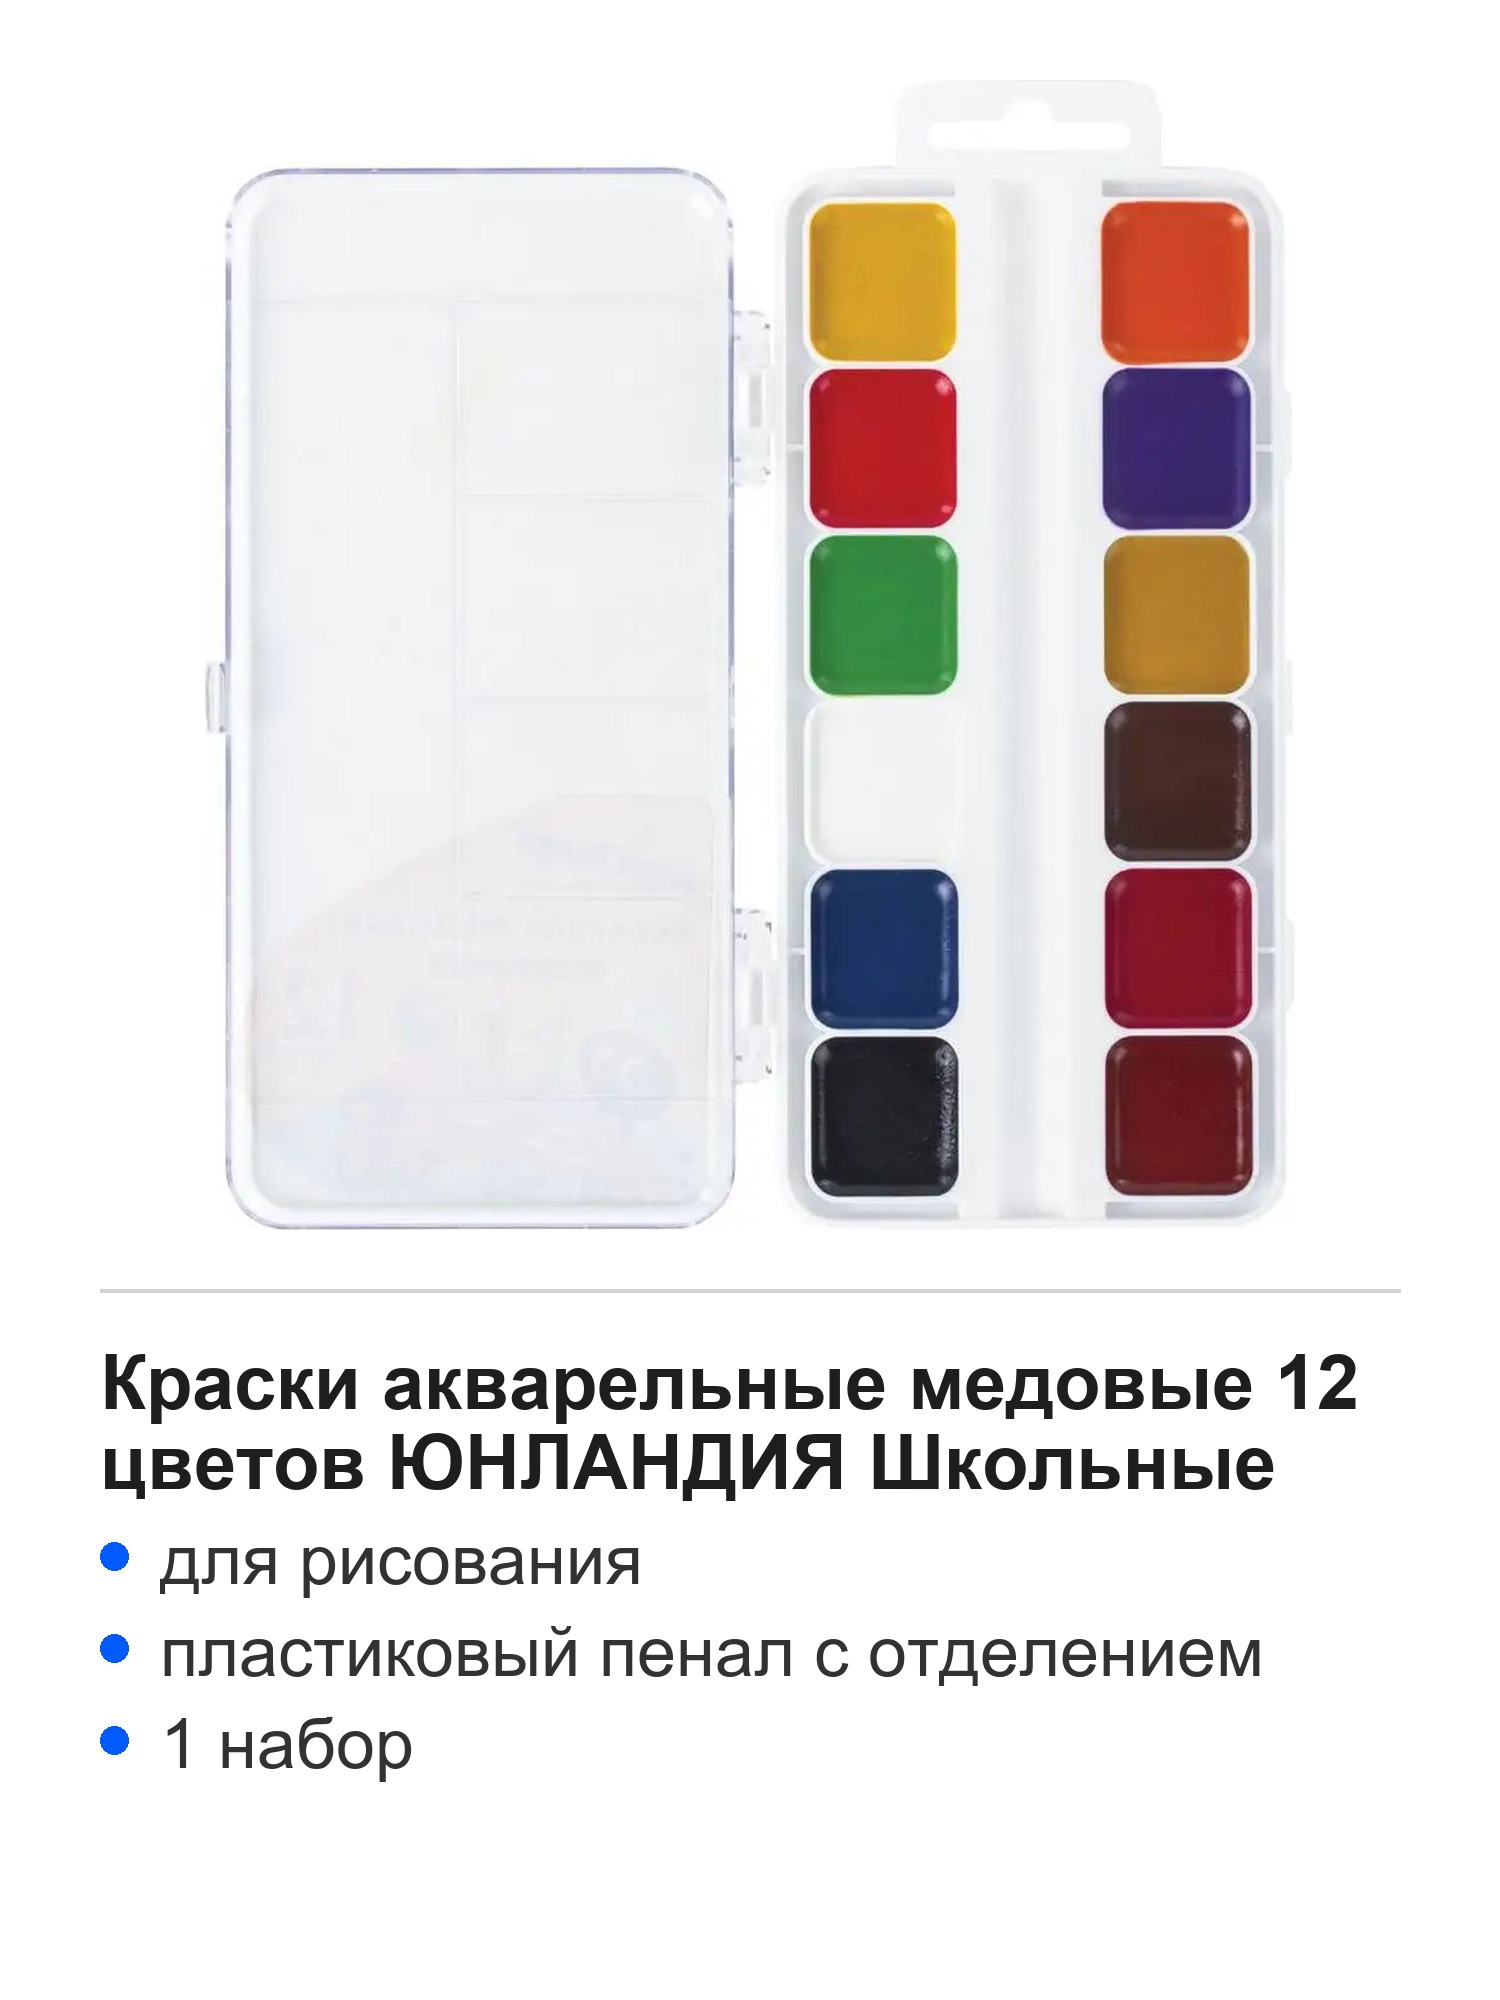 Краски акварельные медовые 12
цветов ЮНЛАНДИЯ Школьные
для рисования
пластиковый пенал с отделением
1 набор